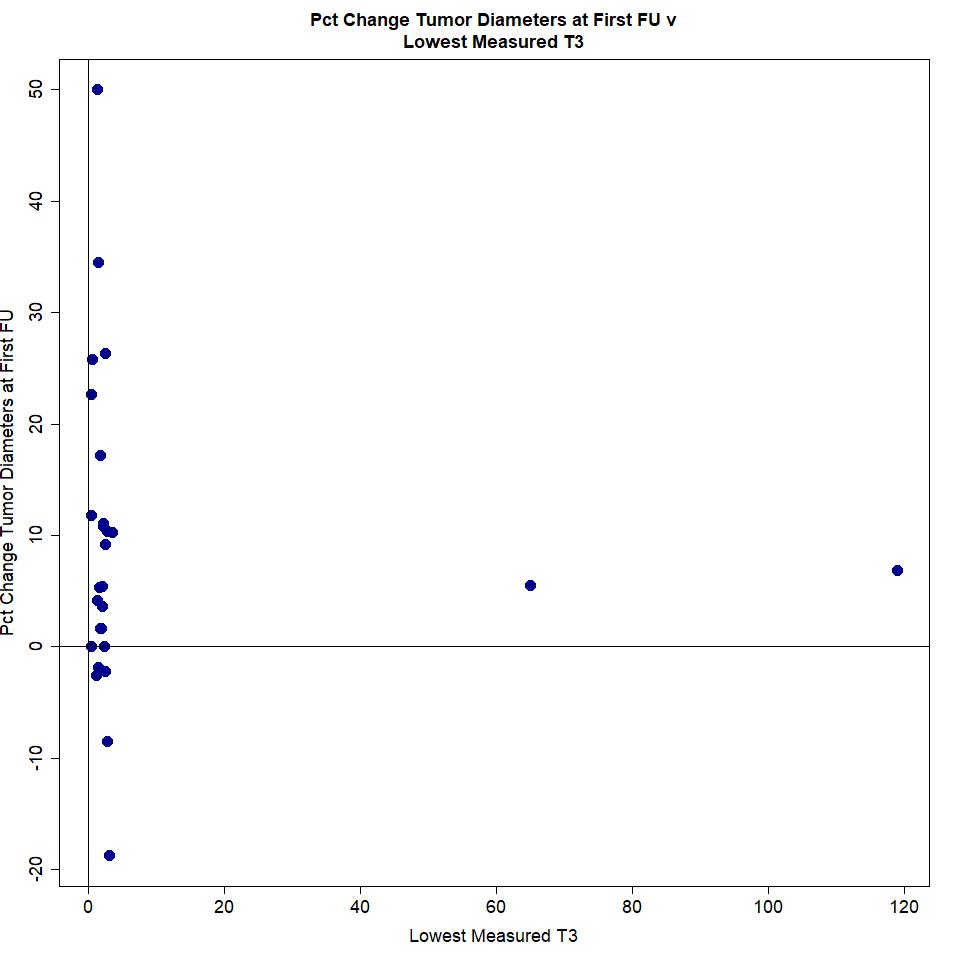 Pct Change Tumor Diameters at First FU v
Lowest Measured T3
Pct Change Tumor Diameters at First FU
50
40
30
20
10
0
-10
-20
0 20 40 60 80 100 120
Lowest Measured T3